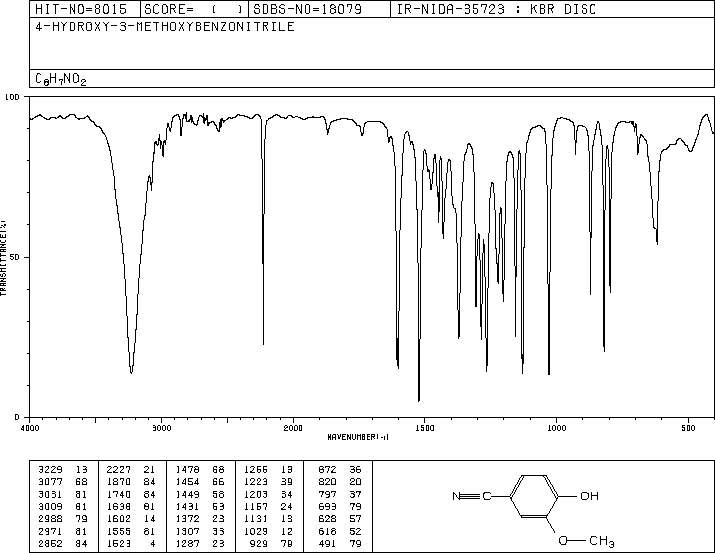 HIT-NO=8015 SCORE= ( ) SDBS-NO=18079 IR-NIDA-35723 : KBR DISC
4-HYDROXY-3-METHOXYBENZONITRILE
C8H7NO2
100
50
0
TRANSMITTANCE(%)
4000 3000 2000 1500 1000 500
WAVENUMBER(-1)
3229 13 2227 21 1478 68 1266 13 872 36
3077 68 1870 84 1454 66 1223 39 820 20
3031 81 1740 84 1449 58 1203 34 797 37
3009 81 1638 81 1431 53 1157 24 693 79
2988 79 1602 14 1372 23 1131 13 628 57
2971 81 1556 81 1307 33 1029 12 618 52
2852 84 1523 4 1287 23 929 79 491 79
N C OH
O CH3